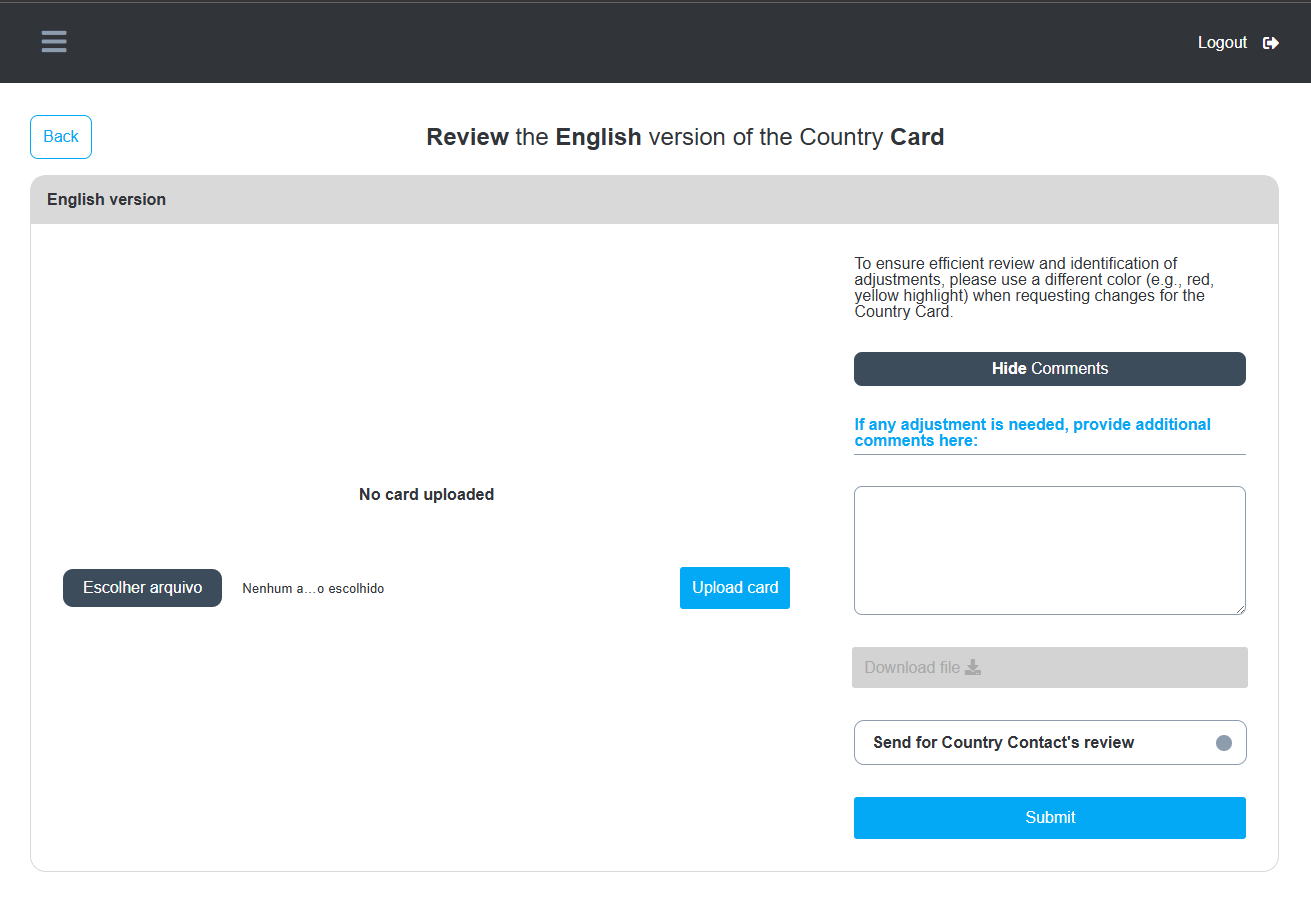 Logout
Back
Review the English version of the Country Card
English version
To ensure efficient review and identification of
adjustments, please use a different color (e.g., red,
yellow highlight) when requesting changes for the
Country Card.
Hide Comments
If any adjustment is needed, provide additional
comments here:
No card uploaded
Escolher arquivo
Nenhum a…o escolhido
Upload card
Download file
Send for Country Contact's review
Submit